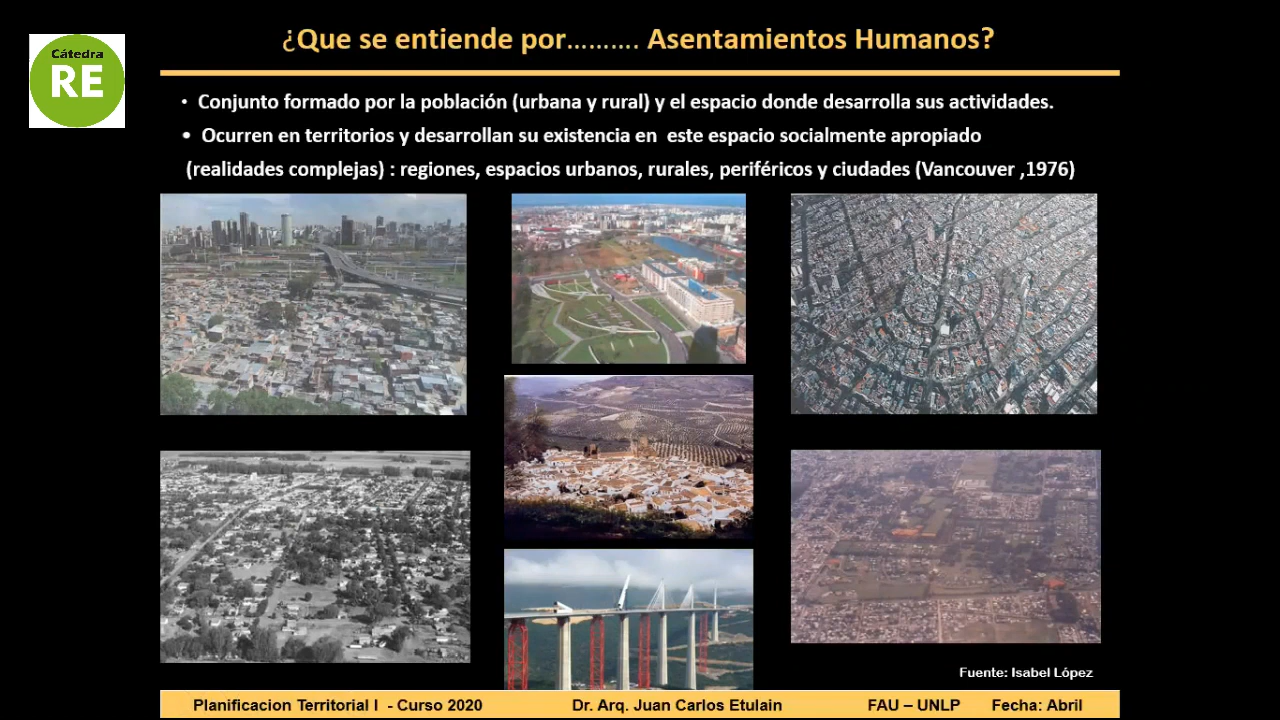 Cátedra
RE
¿Que se entiende por………. Asentamientos Humanos?
• Conjunto formado por la población (urbana y rural) y el espacio donde desarrolla sus actividades.
• Ocurren en territorios y desarrollan su existencia en este espacio socialmente apropiado
(realidades complejas) : regiones, espacios urbanos, rurales, periféricos y ciudades (Vancouver ,1976)
Fuente: Isabel López
Planificacion Territorial I - Curso 2020 Dr. Arq. Juan Carlos Etulain FAU – UNLP Fecha: Abril